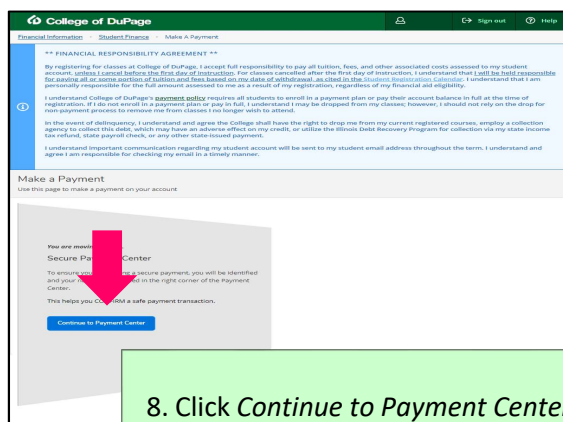 College of DuPage
Sign out
Help
Financial Information
Student Finance
Make A Payment
** FINANCIAL RESPONSIBILITY AGREEMENT **
By registering for classes at College of DuPage, I accept full responsibility to pay all tuition, fees, and other associated costs assessed to my student
account, unless I cancel before the first day of instruction. For classes cancelled after the first day of instruction, I understand that I will be held responsible
for paying all or some portion of tuition and fees based on my date of withdrawal, as cited in the Student Registration Calendar. I understand that I am
personally responsible for the full amount assessed to me as a result of my registration, regardless of my financial aid eligibility.
I understand College of DuPage's payment policy requires all students to enroll in a payment plan or pay their account balance in full at the time of
registration. If I do not enroll in a payment plan or pay in full, I understand I may be dropped from my classes; however, I should not rely on the drop for
non-payment process to remove me from classes I no longer wish to attend.
In the event of delinquency, I understand and agree the College shall have the right to drop me from my current registered courses, employ a collection
agency to collect this debt, which may have an adverse effect on my credit, or utilize the Illinois Debt Recovery Program for collection via my state income
tax refund, state payroll check, or any other state-issued payment.
I understand important communication regarding my student account will be sent to my student email address throughout the term. I understand and
agree I am responsible for checking my email in a timely manner.
Make a Payment
Use this page to make a payment on your account
You are movin
Secure Pa Center
To ensure you g a secure payment, you will be identified
and your n ed in the right corner of the Payment
Center.
This helps you CO RM a safe payment transaction.
Continue to Payment Center
8. Click Continue to Payment Center